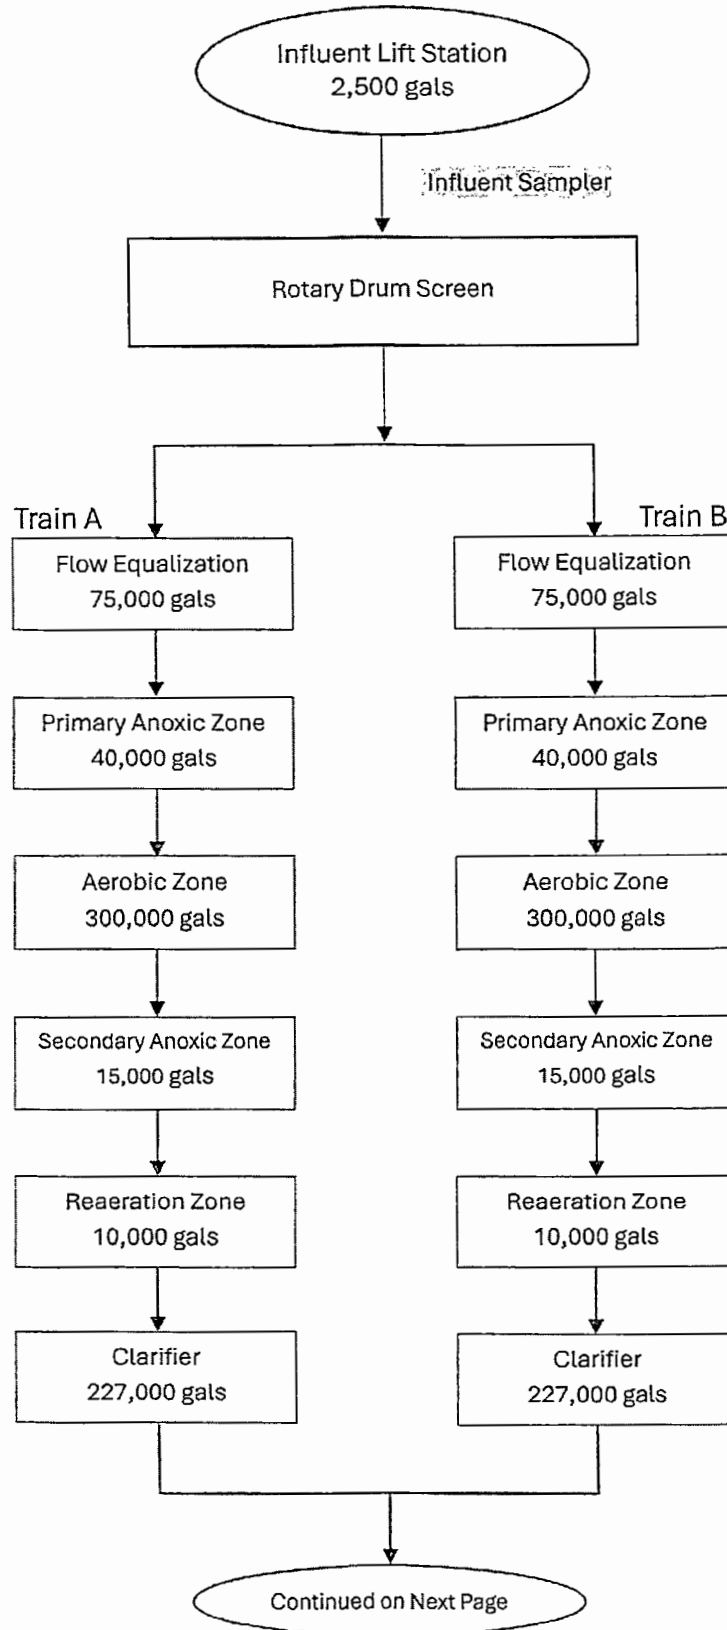 Influent Lift Station
2,500 gals
Influent Sampler
Rotary Drum Screen
Train A
Train B
Flow Equalization
75,000 gals
Flow Equalization
75,000 gals
Primary Anoxic Zone
40,000 gals
Primary Anoxic Zone
40,000 gals
Aerobic Zone
300,000 gals
Aerobic Zone
300,000 gals
Secondary Anoxic Zone
15,000 gals
Secondary Anoxic Zone
15,000 gals
Reaeration Zone
10,000 gals
Reaeration Zone
10,000 gals
Clarifier
227,000 gals
Clarifier
227,000 gals
Continued on Next Page